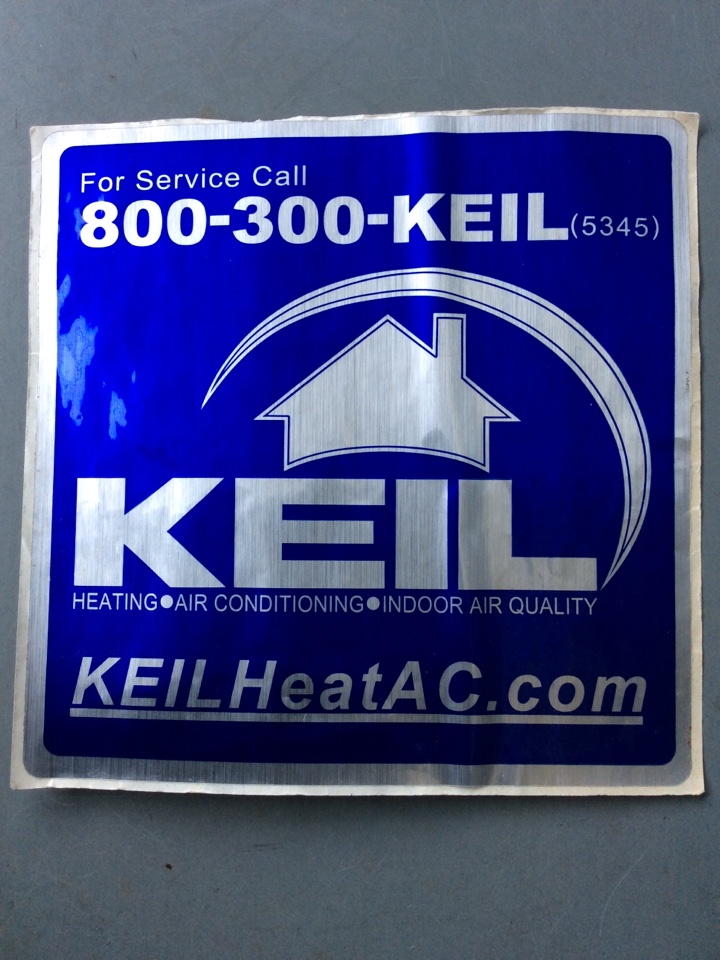 For Service Call
800-300-KEIL(5345)
KEIL
HEATING●AIR CONDITIONING●INDOOR AIR QUALITY
KEILHeatAC.com